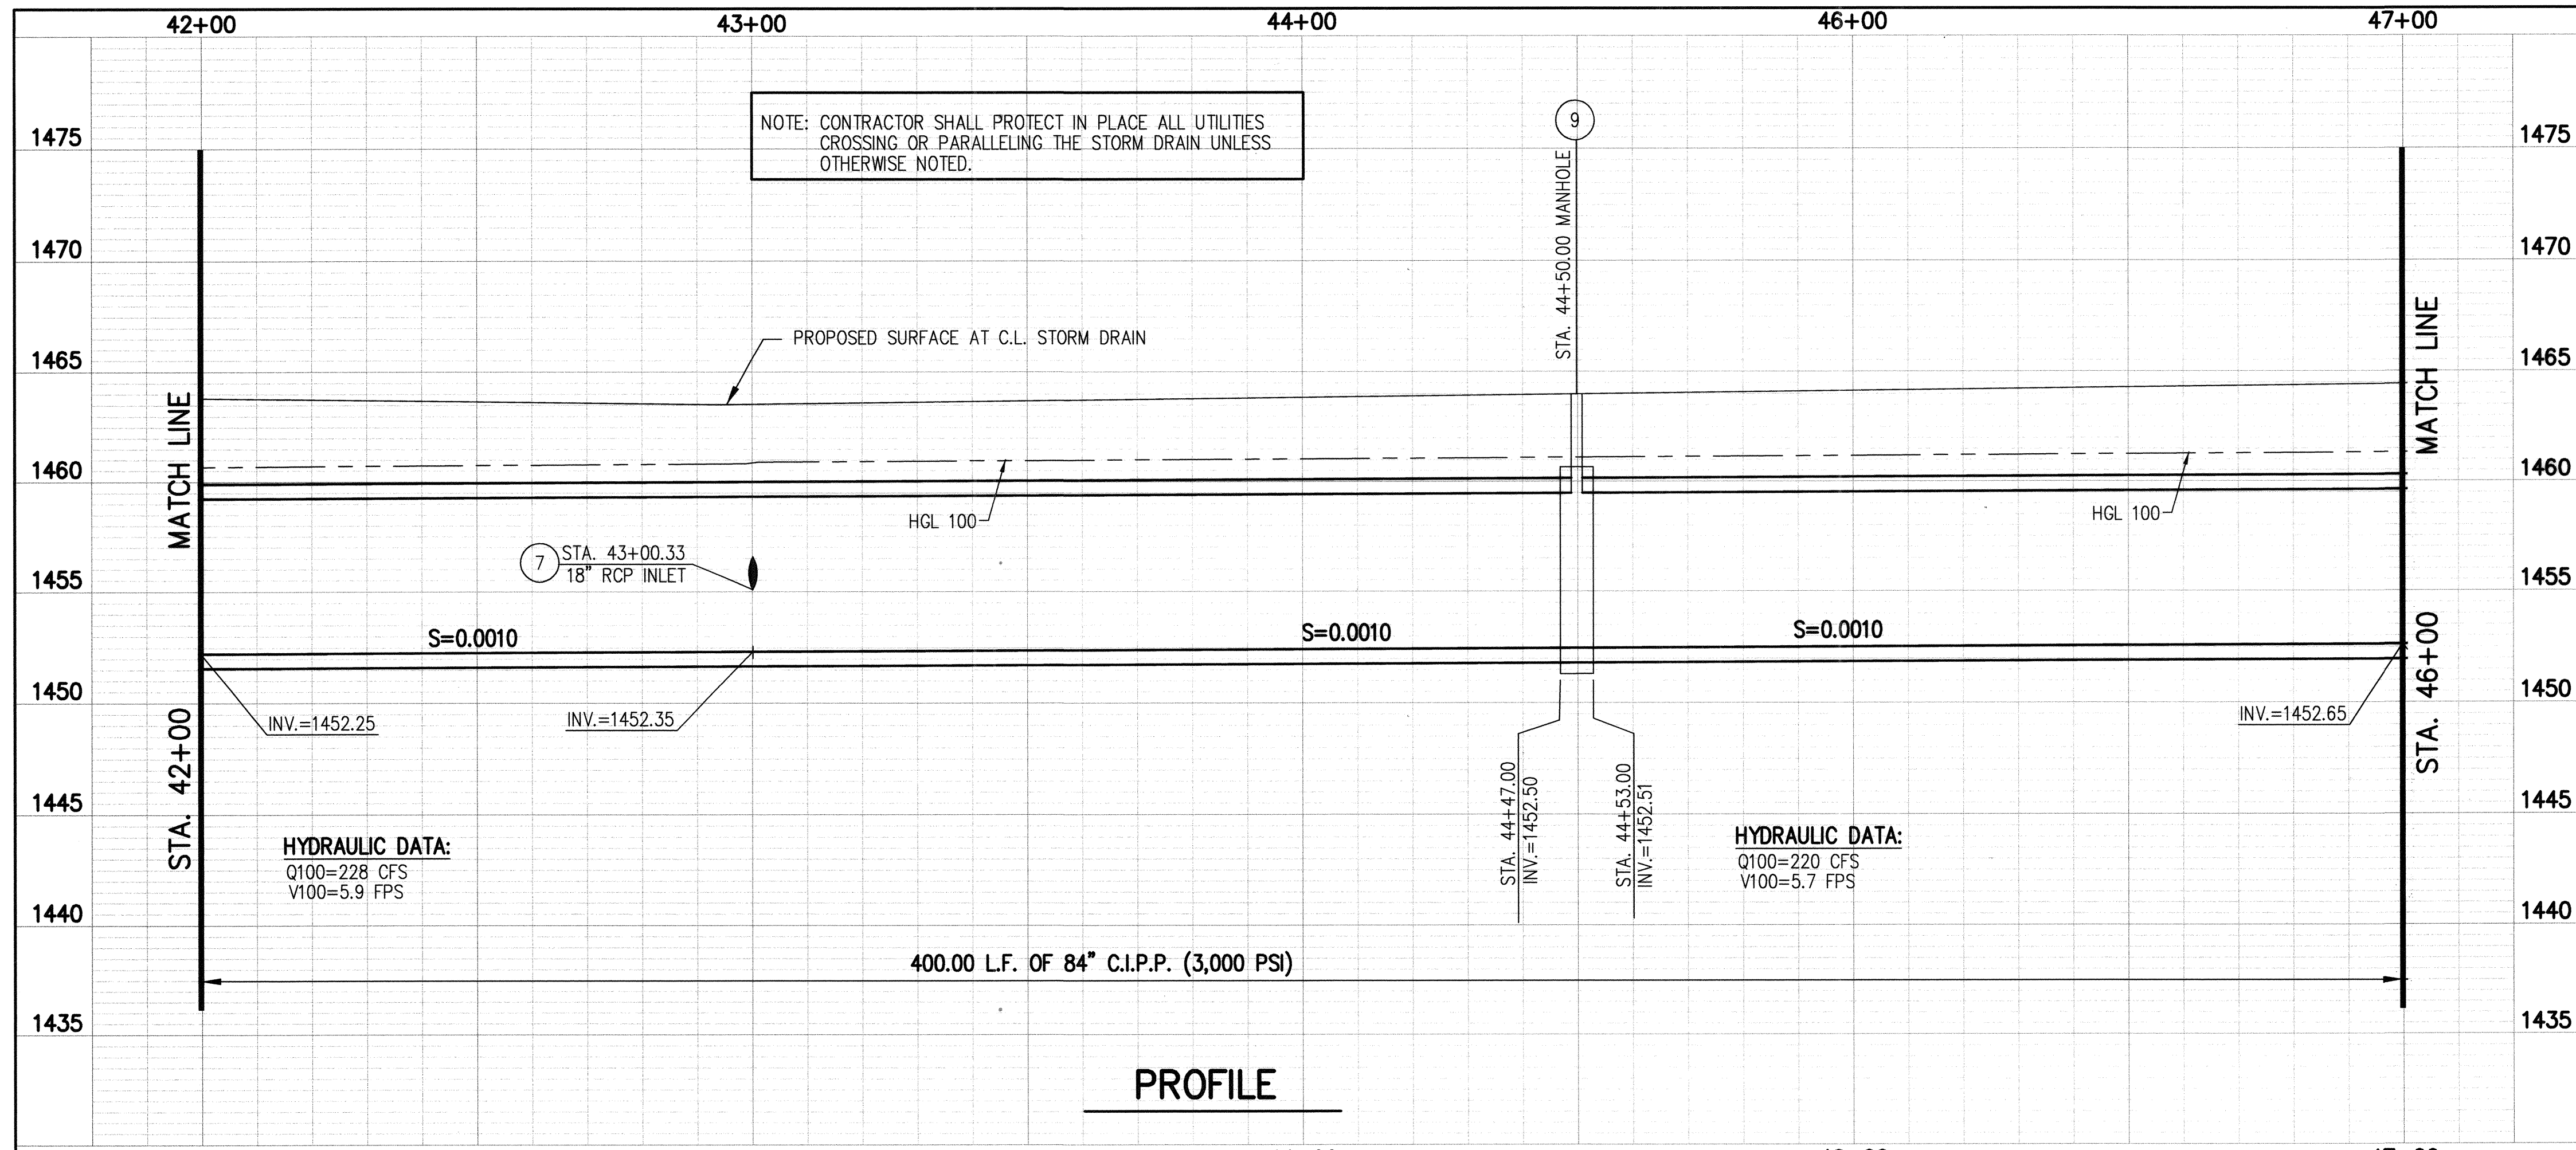 42+00 43+00 44+00 46+00 47+00
NOTE: CONTRACTOR SHALL PROTECT IN PLACE ALL UTILITIES
CROSSING OR PARALLELING THE STORM DRAIN UNLESS
OTHERWISE NOTED.
9
STA. 44+50.00 MANHOLE
1475 1475
1470 1470
1465 1465
1460 1460
1455 1455
1450 1450
1445 1445
1440 1440
1435 1435
MATCH LINE
STA. 42+00
MATCH LINE
STA. 46+00
PROPOSED SURFACE AT C.L. STORM DRAIN
HGL 100
HGL 100
7
STA. 43+00.33
18” RCP INLET
S=0.0010
S=0.0010
S=0.0010
INV.=1452.25
INV.=1452.35
INV.=1452.65
STA. 44+47.00
INV.=1452.50
STA. 44+53.00
INV.=1452.51
HYDRAULIC DATA:
Q100=228 CFS
V100=5.9 FPS
HYDRAULIC DATA:
Q100=220 CFS
V100=5.7 FPS
400.00 L.F. OF 84” C.I.P.P. (3,000 PSI)
PROFILE